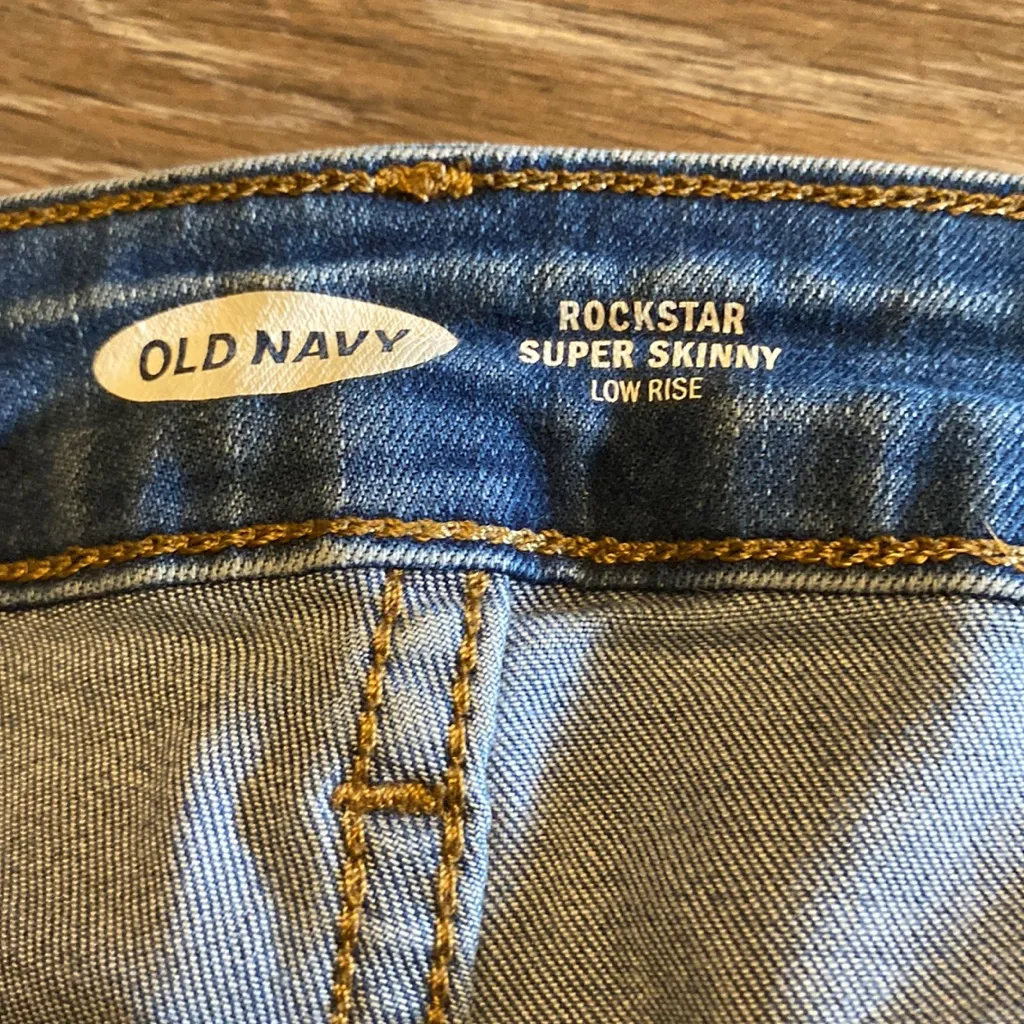 OLD NAVY
ROCKSTAR
SUPER SKINNY
LOW RISE